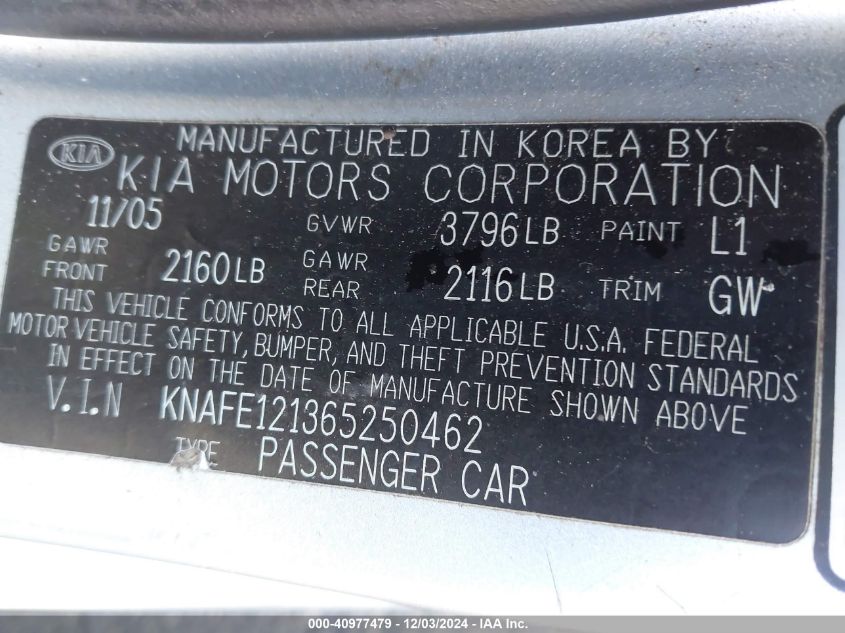 MANUFACTURED IN KOREA BY
KIA KIA MOTORS CORPORATION
11/05 GVWR 3796LB PAINT L1
GAWR FRONT 2160LB GAWR REAR 2116LB TRIM GW
THIS VEHICLE CONFORMS TO ALL APPLICABLE U.S.A. FEDERAL
MOTOR VEHICLE SAFETY, BUMPER, AND THEFT PREVENTION STANDARDS
IN EFFECT ON THE DATE OF MANUFACTURE SHOWN ABOVE
V.I.N KNAFE121365250462
TYPE PASSENGER CAR
000-40977479 - 12/03/2024 - IAA Inc.